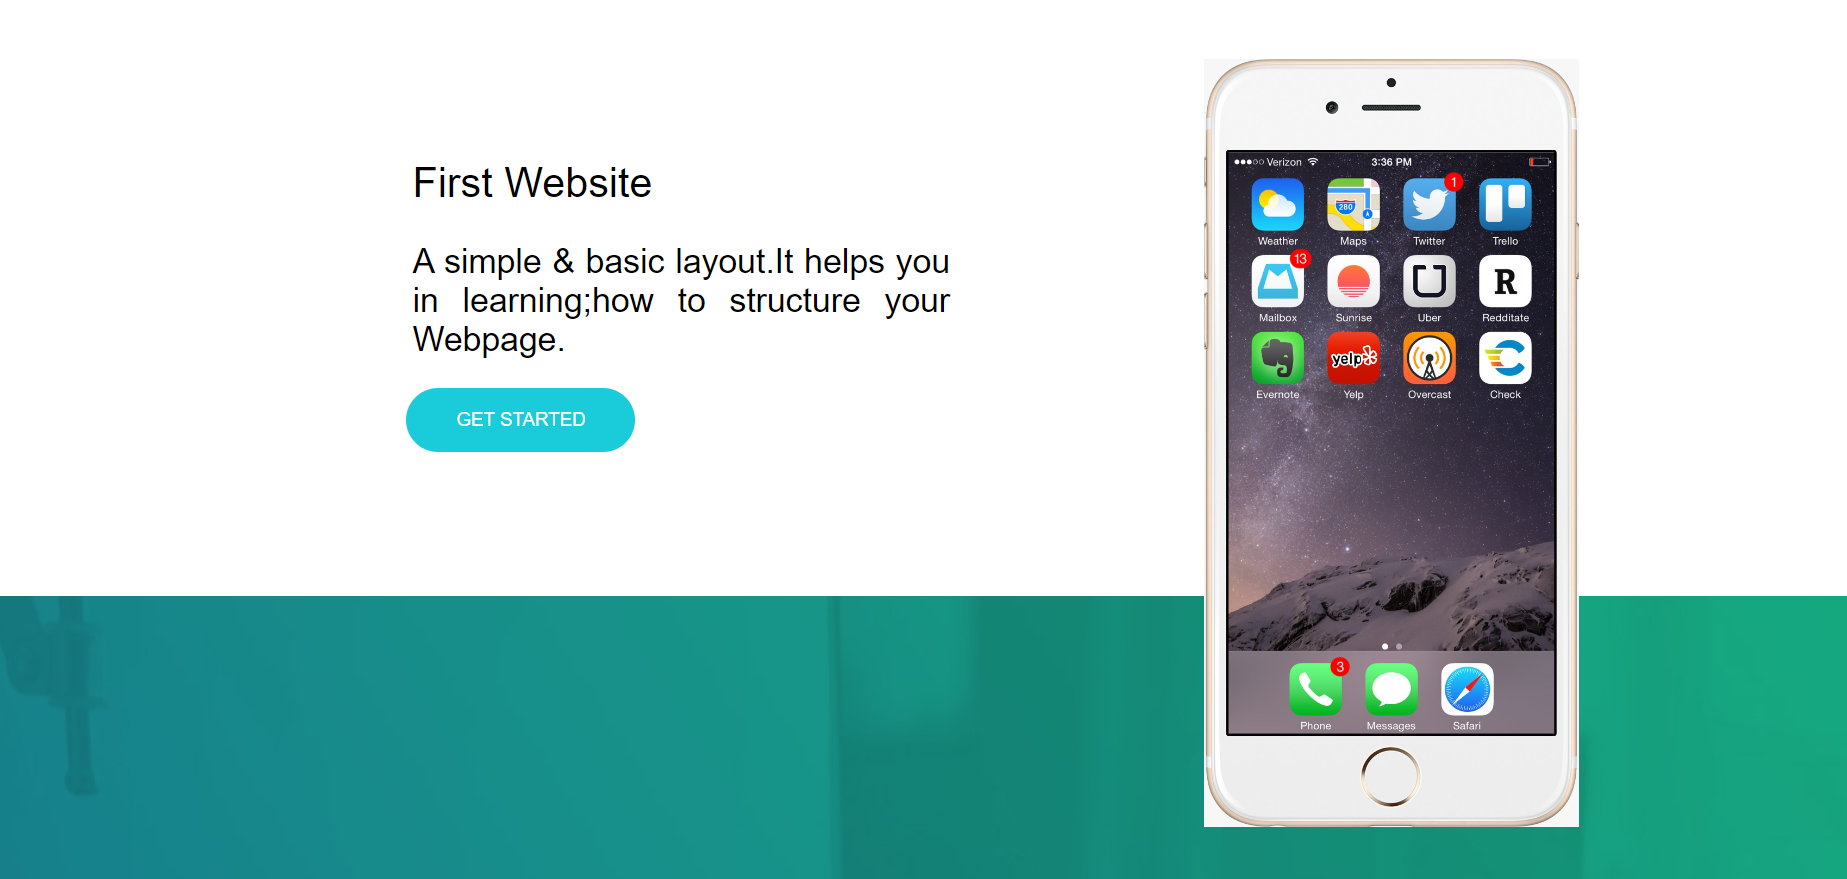 First Website
A simple & basic layout.It helps you
in learning;how to structure your
Webpage.
GET STARTED
Verizon 3:36 PM
1
280
Weather Maps Twitter Trello
13
R
Mailbox Sunrise Uber Redditate
yelp
Evernote Yelp Overcast Check
3
Phone Messages Safari